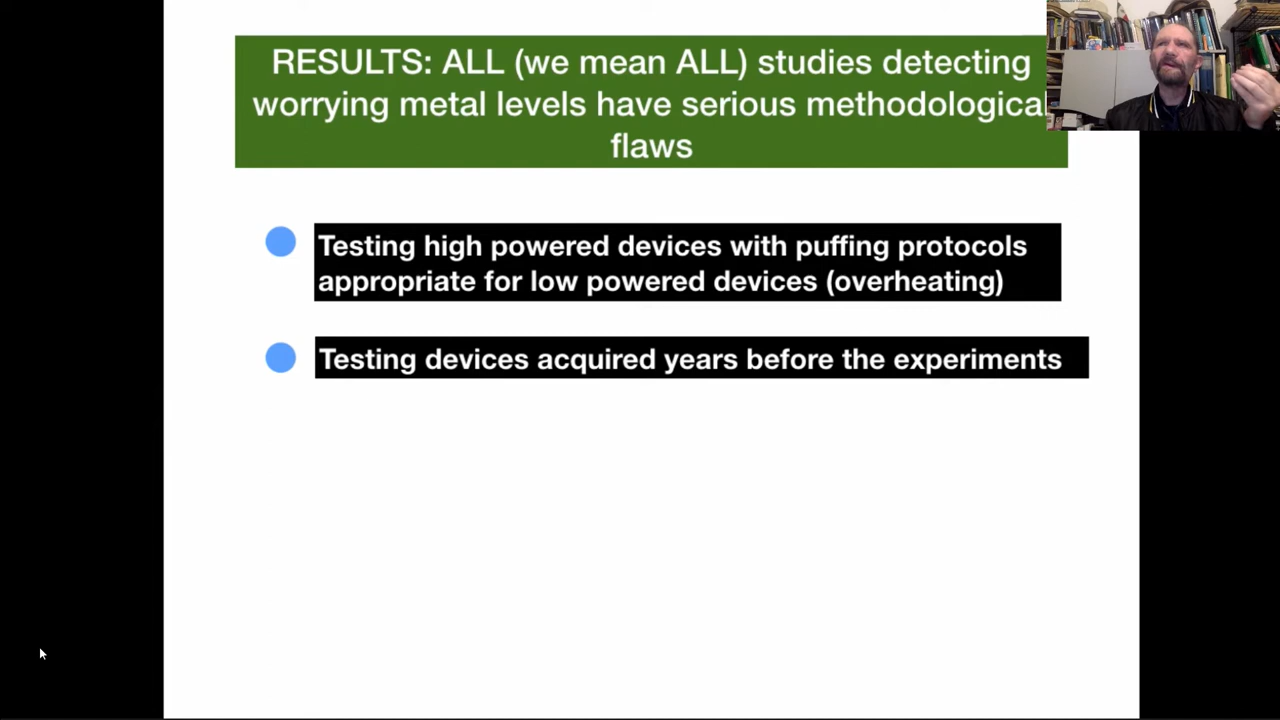 RESULTS: ALL (we mean ALL) studies detecting
worrying metal levels have serious methodologica
flaws
Testing high powered devices with puffing protocols
appropriate for low powered devices (overheating)
Testing devices acquired years before the experiments